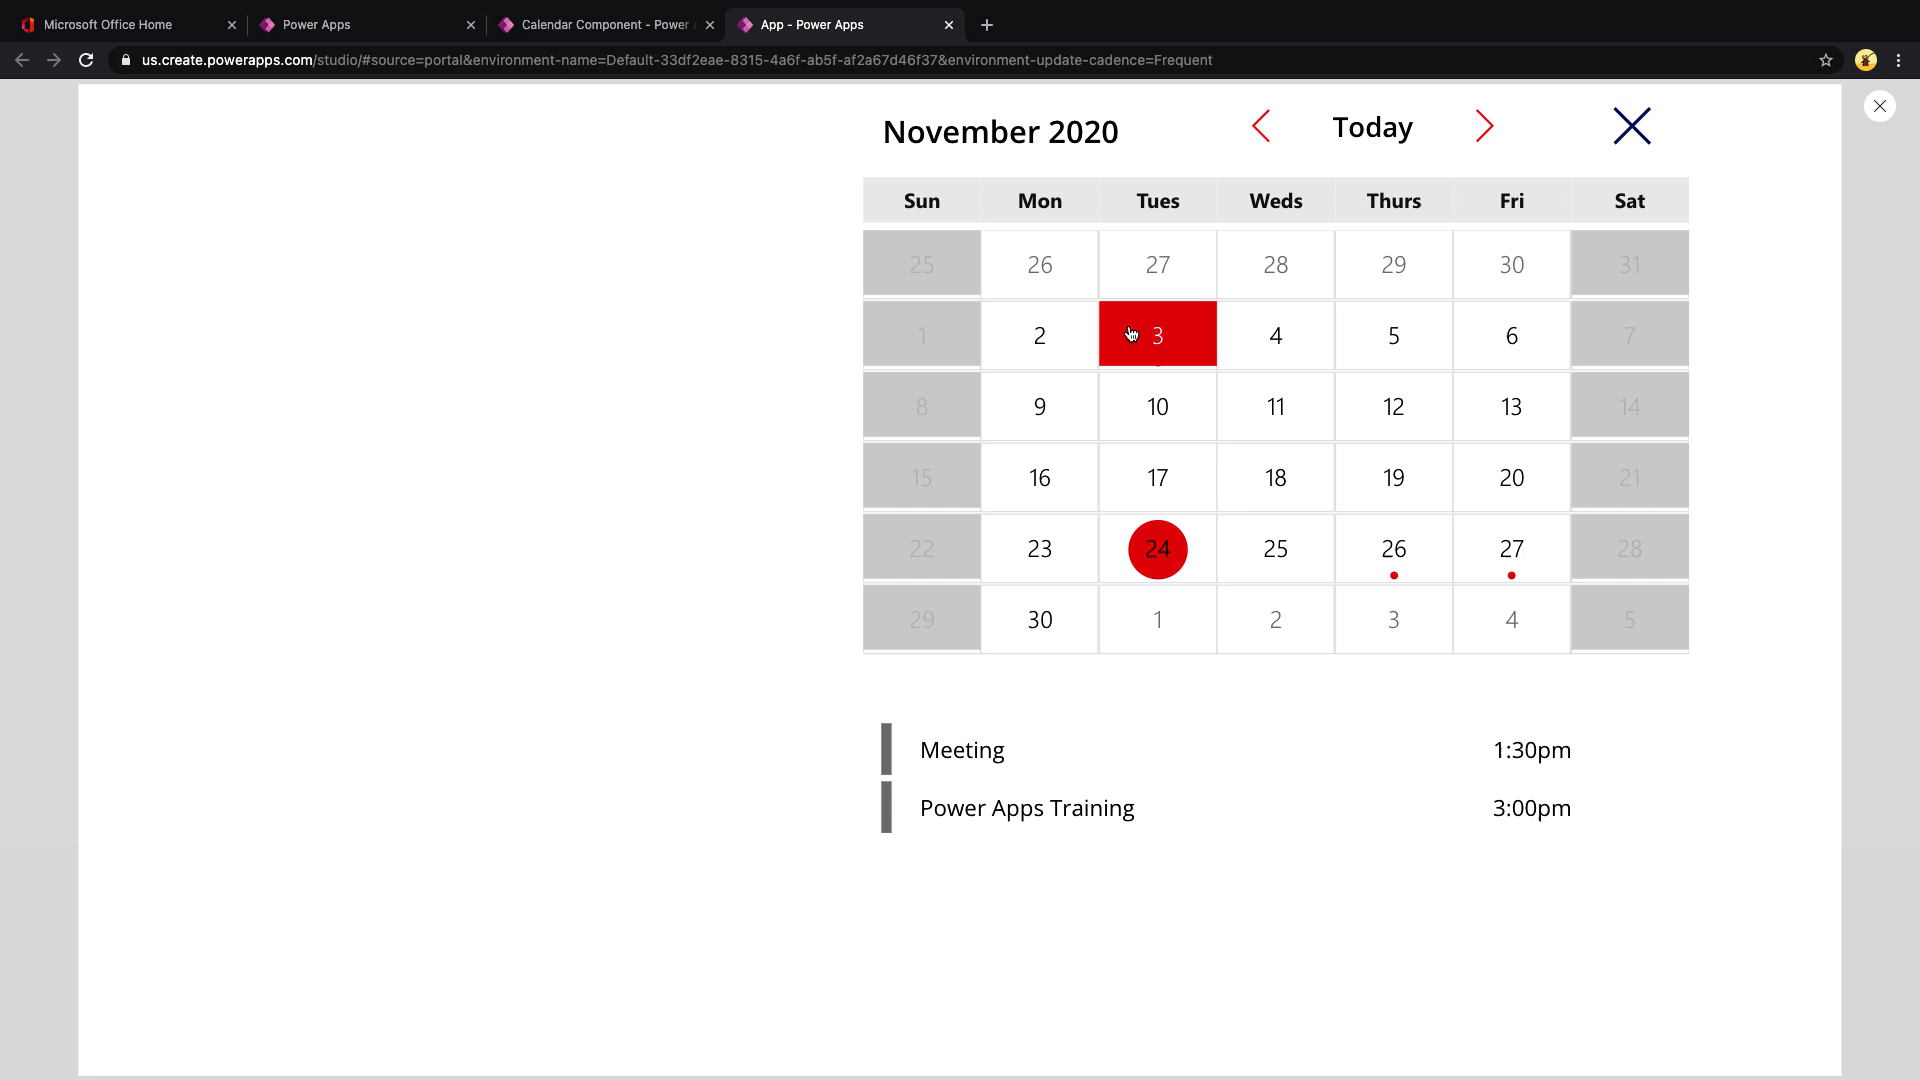 Microsoft Office Home
Power Apps
Calendar Component - Power
App - Power Apps
us.create.powerapps.com/studio/#source=portal&environment-name=Default-33df2eae-8315-4a6f-ab5f-af2a67d46f37&environment-update-cadence=Frequent
November 2020 Today
Sun Mon Tues Weds Thurs Fri Sat
25 26 27 28 29 30 31
1 2 3 4 5 6 7
8 9 10 11 12 13 14
15 16 17 18 19 20 21
22 23 24 25 26 27 28
29 30 1 2 3 4 5
Meeting 1:30pm
Power Apps Training 3:00pm